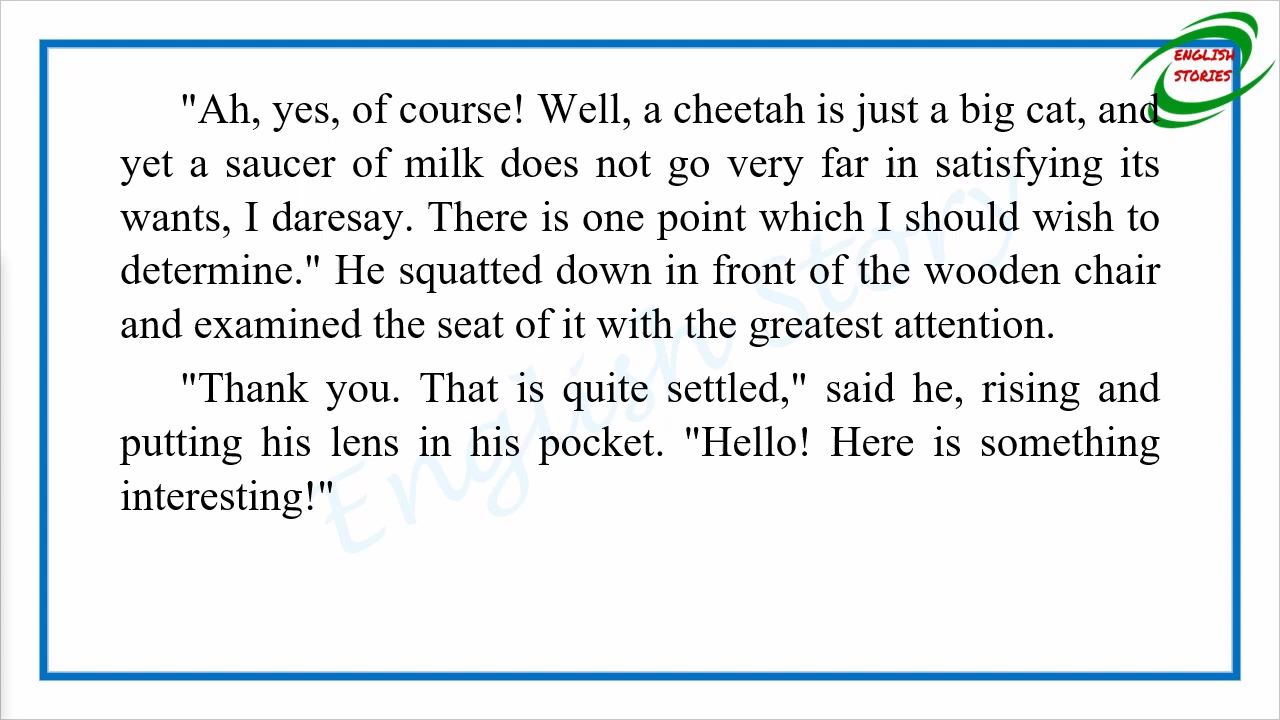 ENGLISH
STORIES
"Ah, yes, of course! Well, a cheetah is just a big cat, and
yet a saucer of milk does not go very far in satisfying its
wants, I daresay. There is one point which I should wish to
determine." He squatted down in front of the wooden chair
and examined the seat of it with the greatest attention.
"Thank you. That is quite settled," said he, rising and
putting his lens in his pocket. "Hello! Here is something
interesting!"
English Story